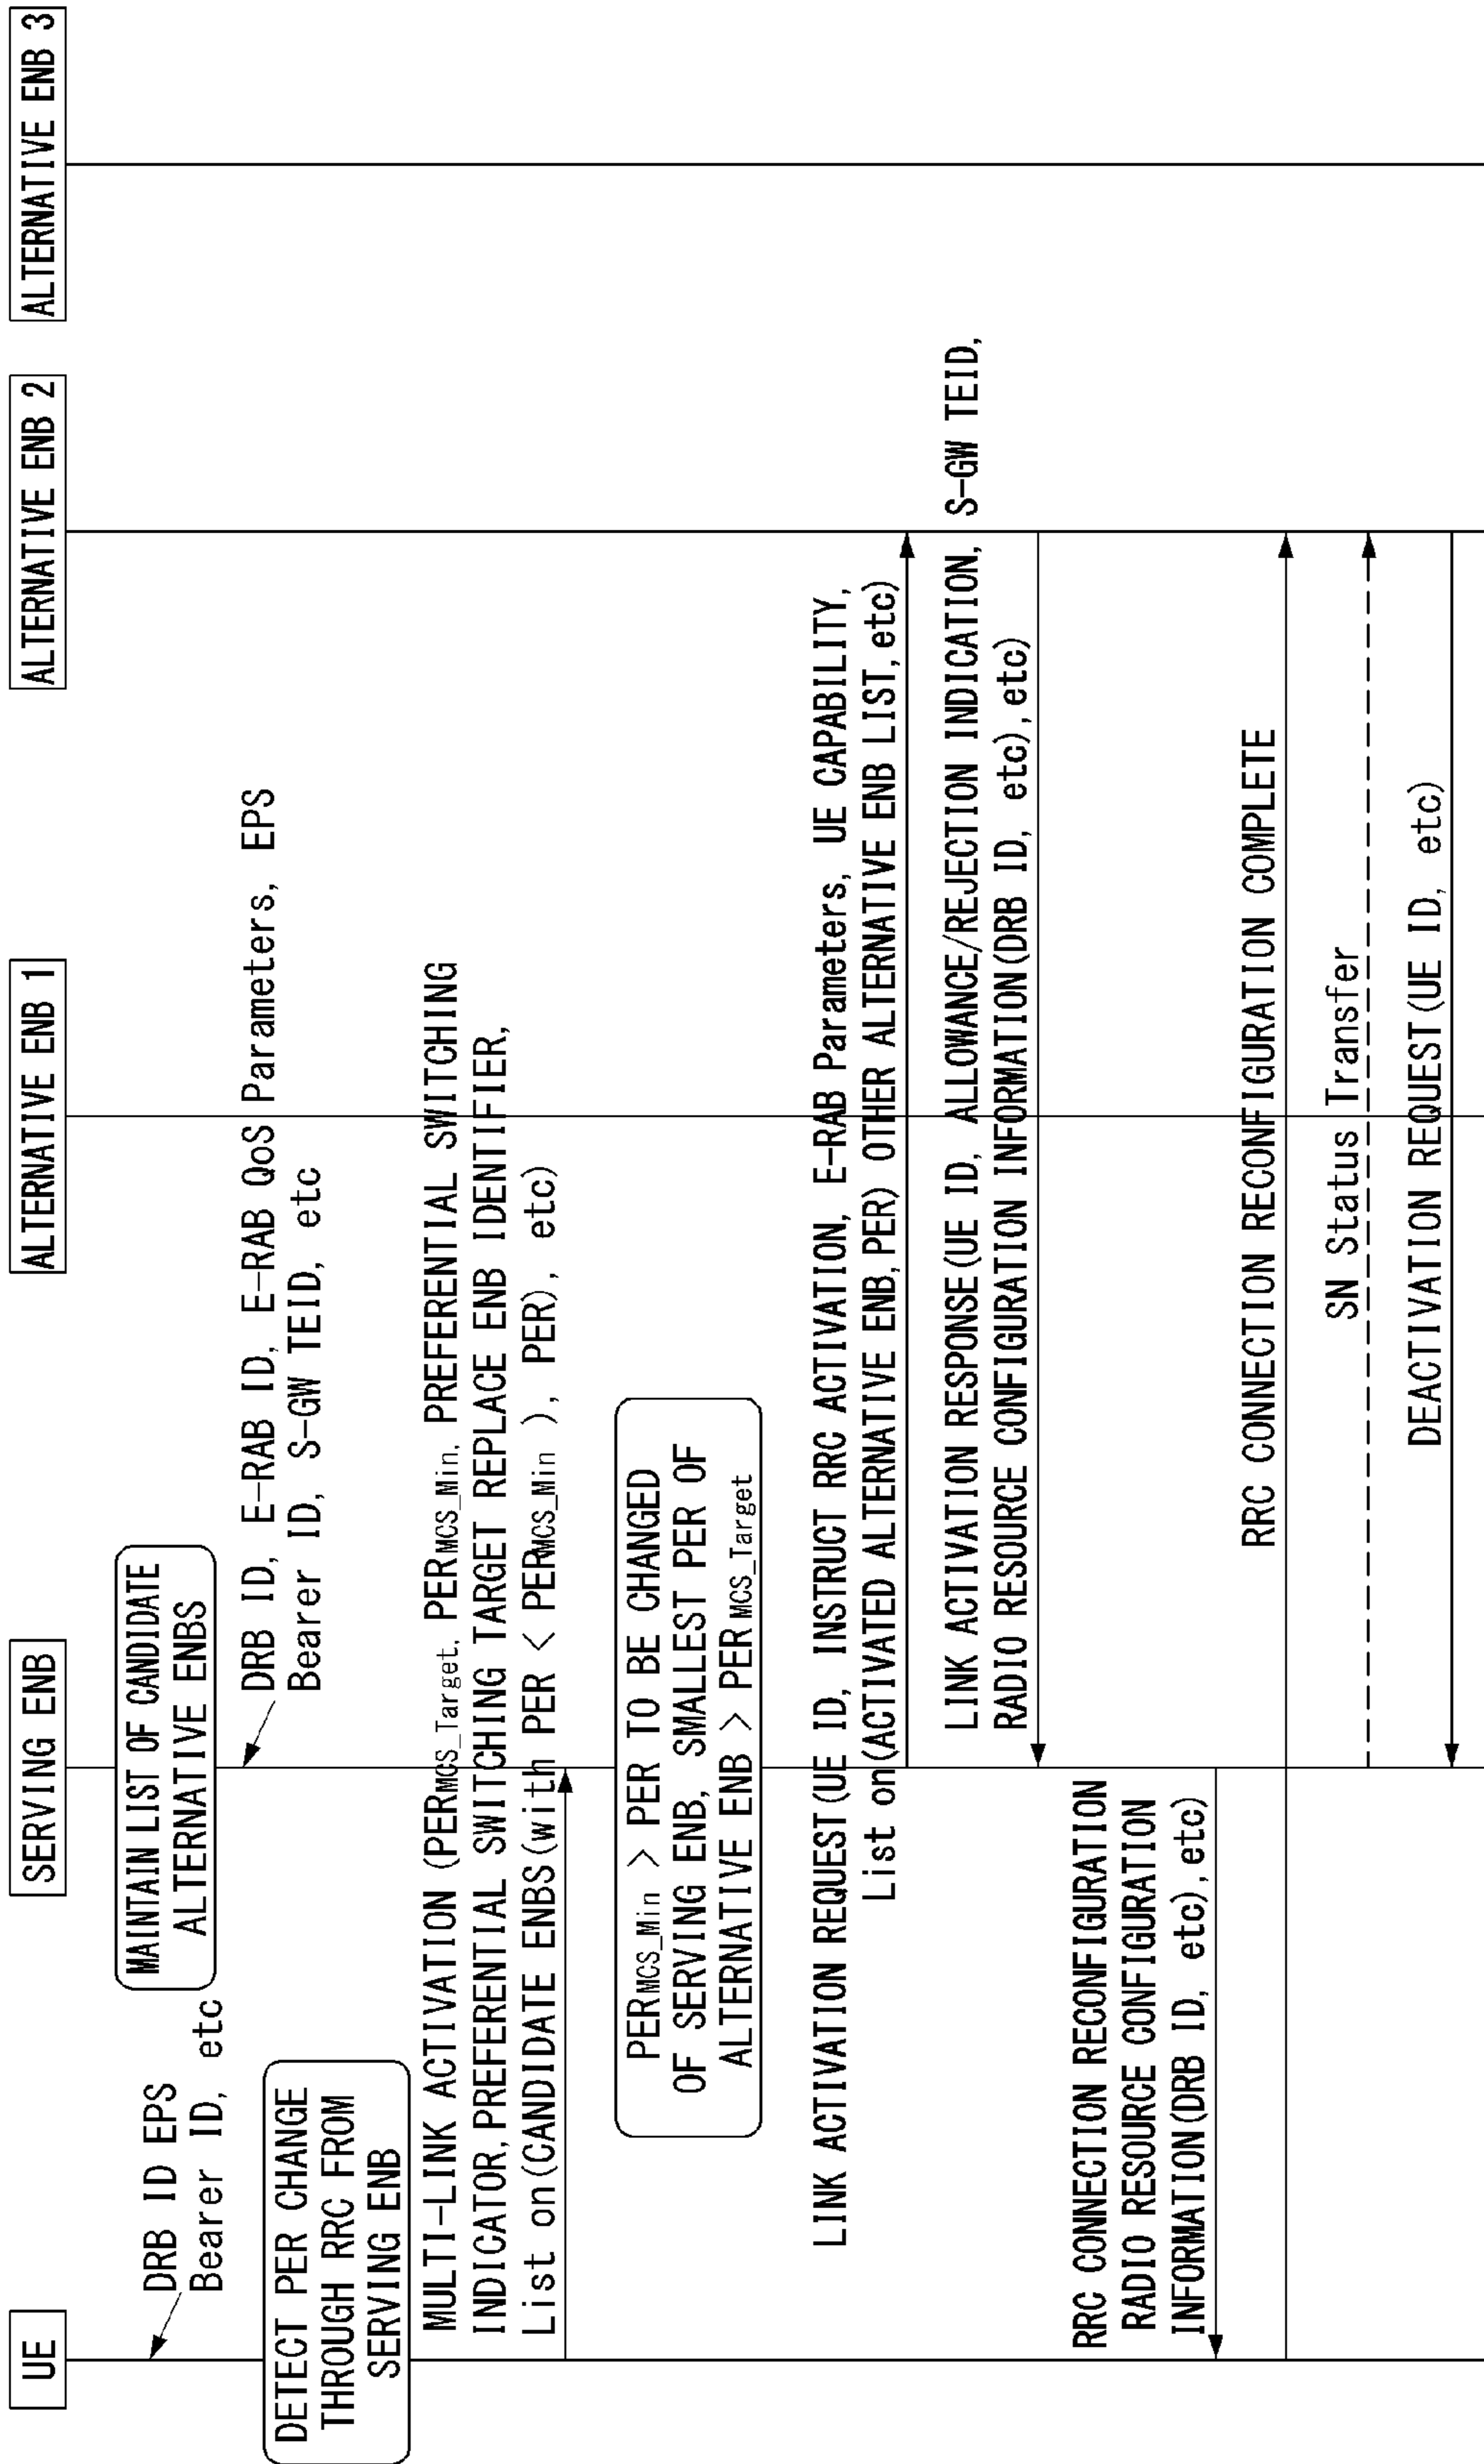 UE
SERVING ENB
ALTERNATIVE ENB 1
ALTERNATIVE ENB 2
ALTERNATIVE ENB 3
MAINTAIN LIST OF CANDIDATE
ALTERNATIVE ENBS
DRB ID EPS
Bearer ID, etc
DRB ID, E-RAB ID, E-RAB QoS Parameters, EPS
Bearer ID, S-GW TEID, etc
DETECT PER CHANGE
THROUGH RRC FROM
SERVING ENB
MULTI-LINK ACTIVATION (PERMCS_Target, PERMCS_Min, PREFERENTIAL SWITCHING
INDICATOR, PREFERENTIAL SWITCHING TARGET REPLACE ENB IDENTIFIER,
List on(CANDIDATE ENBS(with PER < PERMCS_Min ), PER), etc)
PERMCS_Min > PER TO BE CHANGED
OF SERVING ENB, SMALLEST PER OF
ALTERNATIVE ENB > PER MCS_Target
LINK ACTIVATION REQUEST(UE ID, INSTRUCT RRC ACTIVATION, E-RAB Parameters, UE CAPABILITY,
List on(ACTIVATED ALTERNATIVE ENB, PER) OTHER ALTERNATIVE ENB LIST, etc)
LINK ACTIVATION RESPONSE(UE ID, ALLOWANCE/REJECTION INDICATION, S-GW TEID,
RADIO RESOURCE CONFIGURATION INFORMATION(DRB ID, etc), etc)
RRC CONNECTION RECONFIGURATION
RADIO RESOURCE CONFIGURATION
INFORMATION(DRB ID, etc), etc)
RRC CONNECTION RECONFIGURATION COMPLETE
SN Status Transfer
DEACTIVATION REQUEST(UE ID, etc)